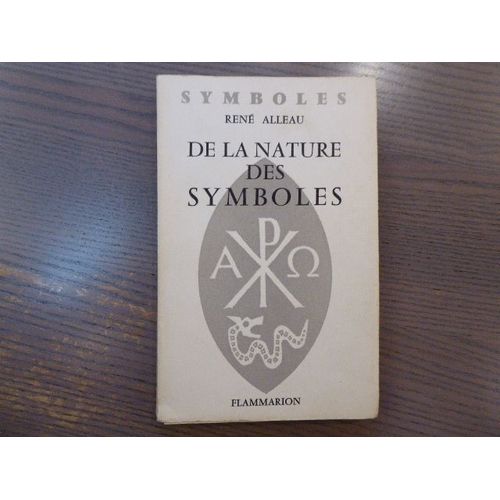 SYMBOLES
RENÉ ALLEAU
DE LA NATURE
DES
SYMBOLES
Α Ρ Ω
FLAMMARION